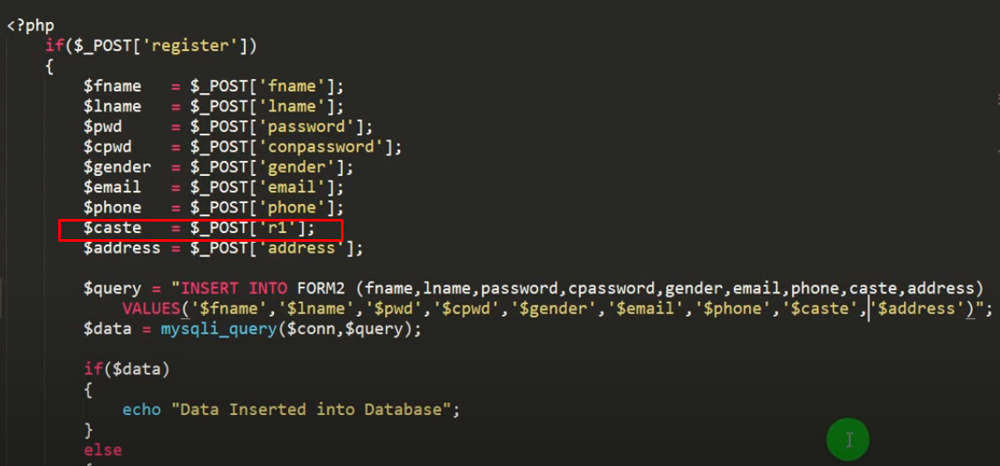 <?php
if($_POST['register'])
{
$fname = $_POST['fname'];
$lname = $_POST['lname'];
$pwd = $_POST['password'];
$cpwd = $_POST['conpassword'];
$gender = $_POST['gender'];
$email = $_POST['email'];
$phone = $_POST['phone'];
$caste = $_POST['r1'];
$address = $_POST['address'];
$query = "INSERT INTO FORM2 (fname,lname,password,cpassword,gender,email,phone,caste,address)
VALUES('$fname','$lname','$pwd','$cpwd','$gender','$email','$phone','$caste','$address')";
$data = mysqli_query($conn,$query);
if($data)
{
echo "Data Inserted into Database";
}
else
{